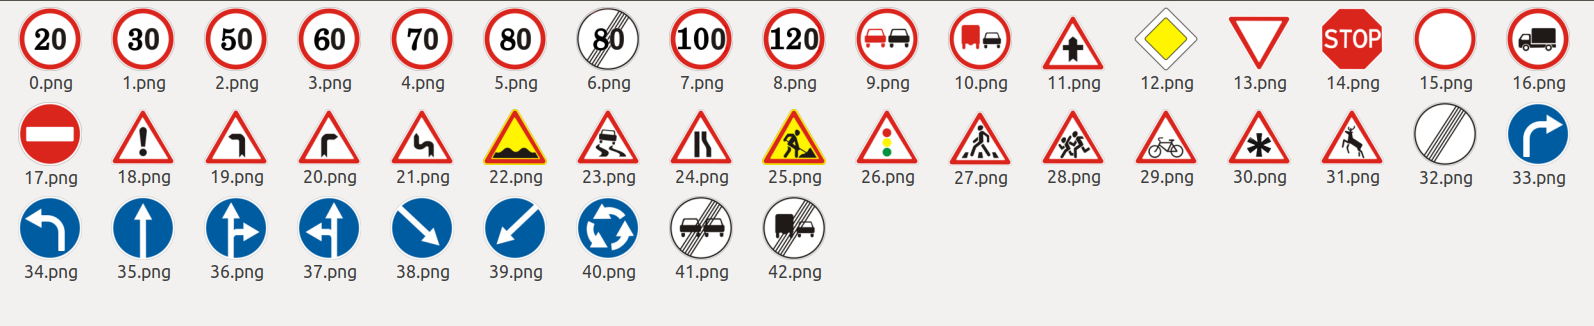 20 30 50 60 70 80 80 100 120 STOP
0.png 1.png 2.png 3.png 4.png 5.png 6.png 7.png 8.png 9.png 10.png 11.png 12.png 13.png 14.png 15.png 16.png
17.png 18.png 19.png 20.png 21.png 22.png 23.png 24.png 25.png 26.png 27.png 28.png 29.png 30.png 31.png 32.png 33.png
34.png 35.png 36.png 37.png 38.png 39.png 40.png 41.png 42.png